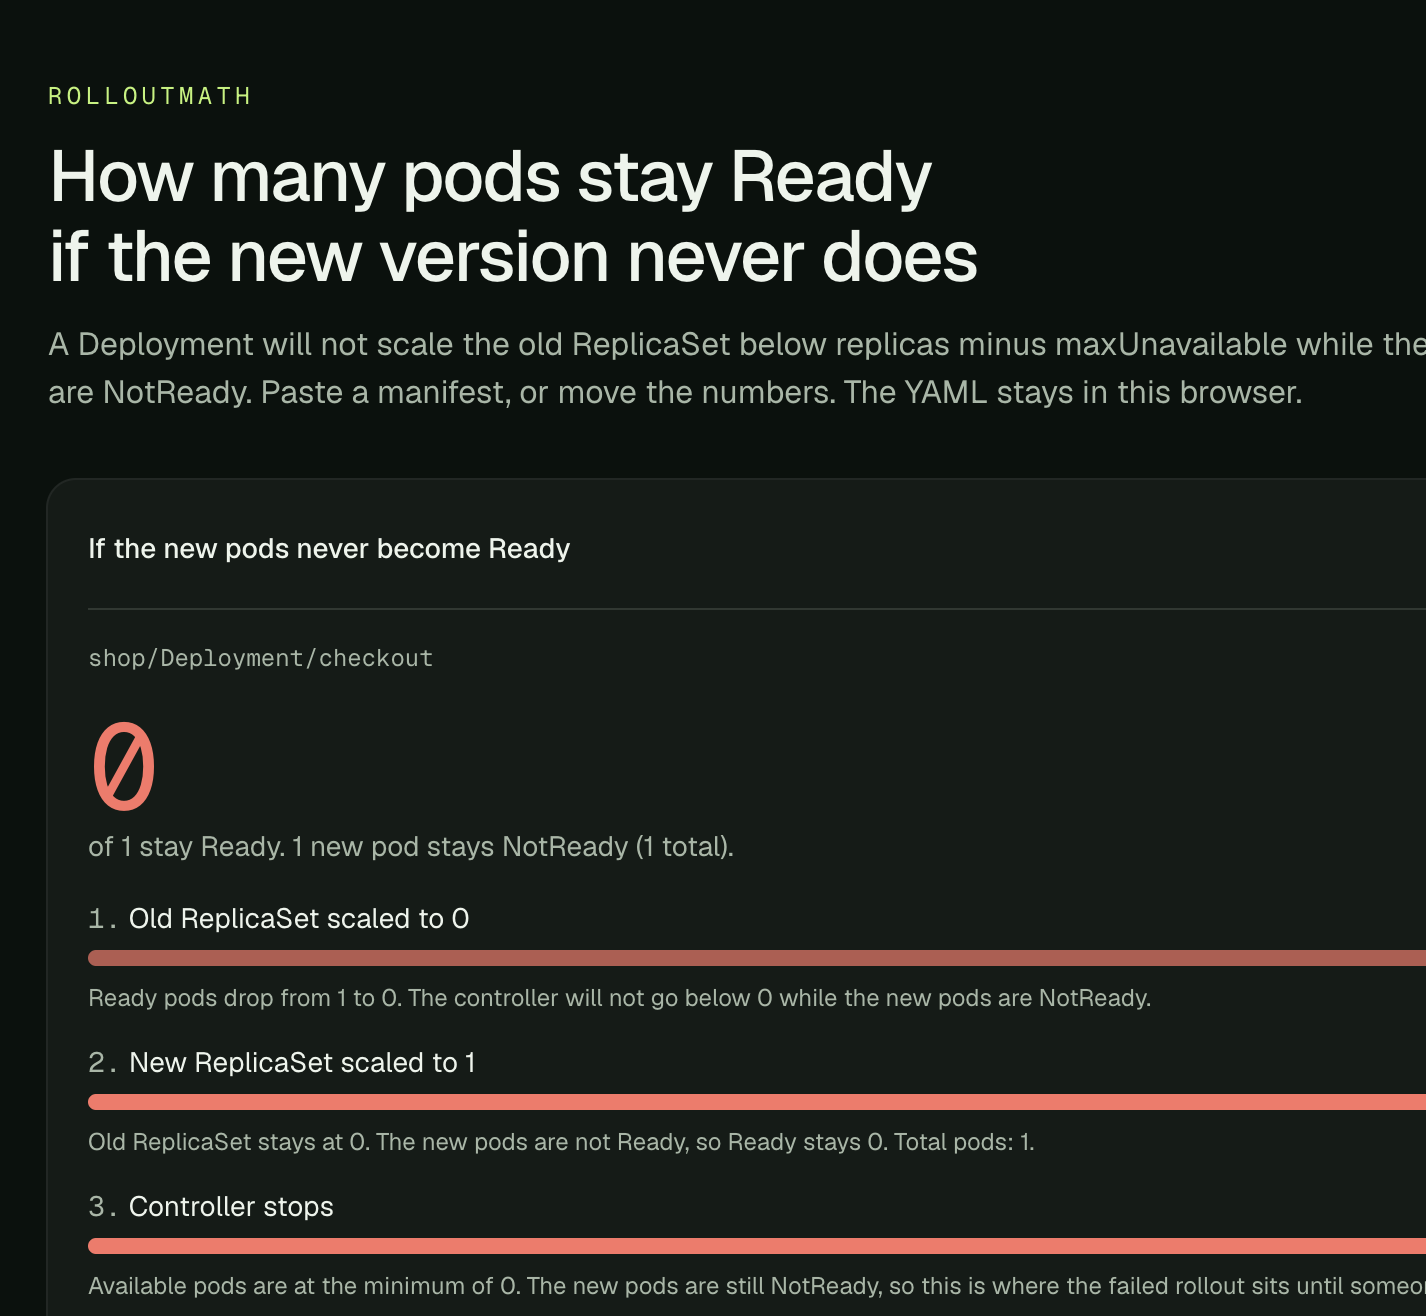 ROLLOUTMATH
How many pods stay Ready
if the new version never does
A Deployment will not scale the old ReplicaSet below replicas minus maxUnavailable while the
are NotReady. Paste a manifest, or move the numbers. The YAML stays in this browser.
If the new pods never become Ready
shop/Deployment/checkout
0
of 1 stay Ready. 1 new pod stays NotReady (1 total).
1. Old ReplicaSet scaled to 0
Ready pods drop from 1 to 0. The controller will not go below 0 while the new pods are NotReady.
2. New ReplicaSet scaled to 1
Old ReplicaSet stays at 0. The new pods are not Ready, so Ready stays 0. Total pods: 1.
3. Controller stops
Available pods are at the minimum of 0. The new pods are still NotReady, so this is where the failed rollout sits until